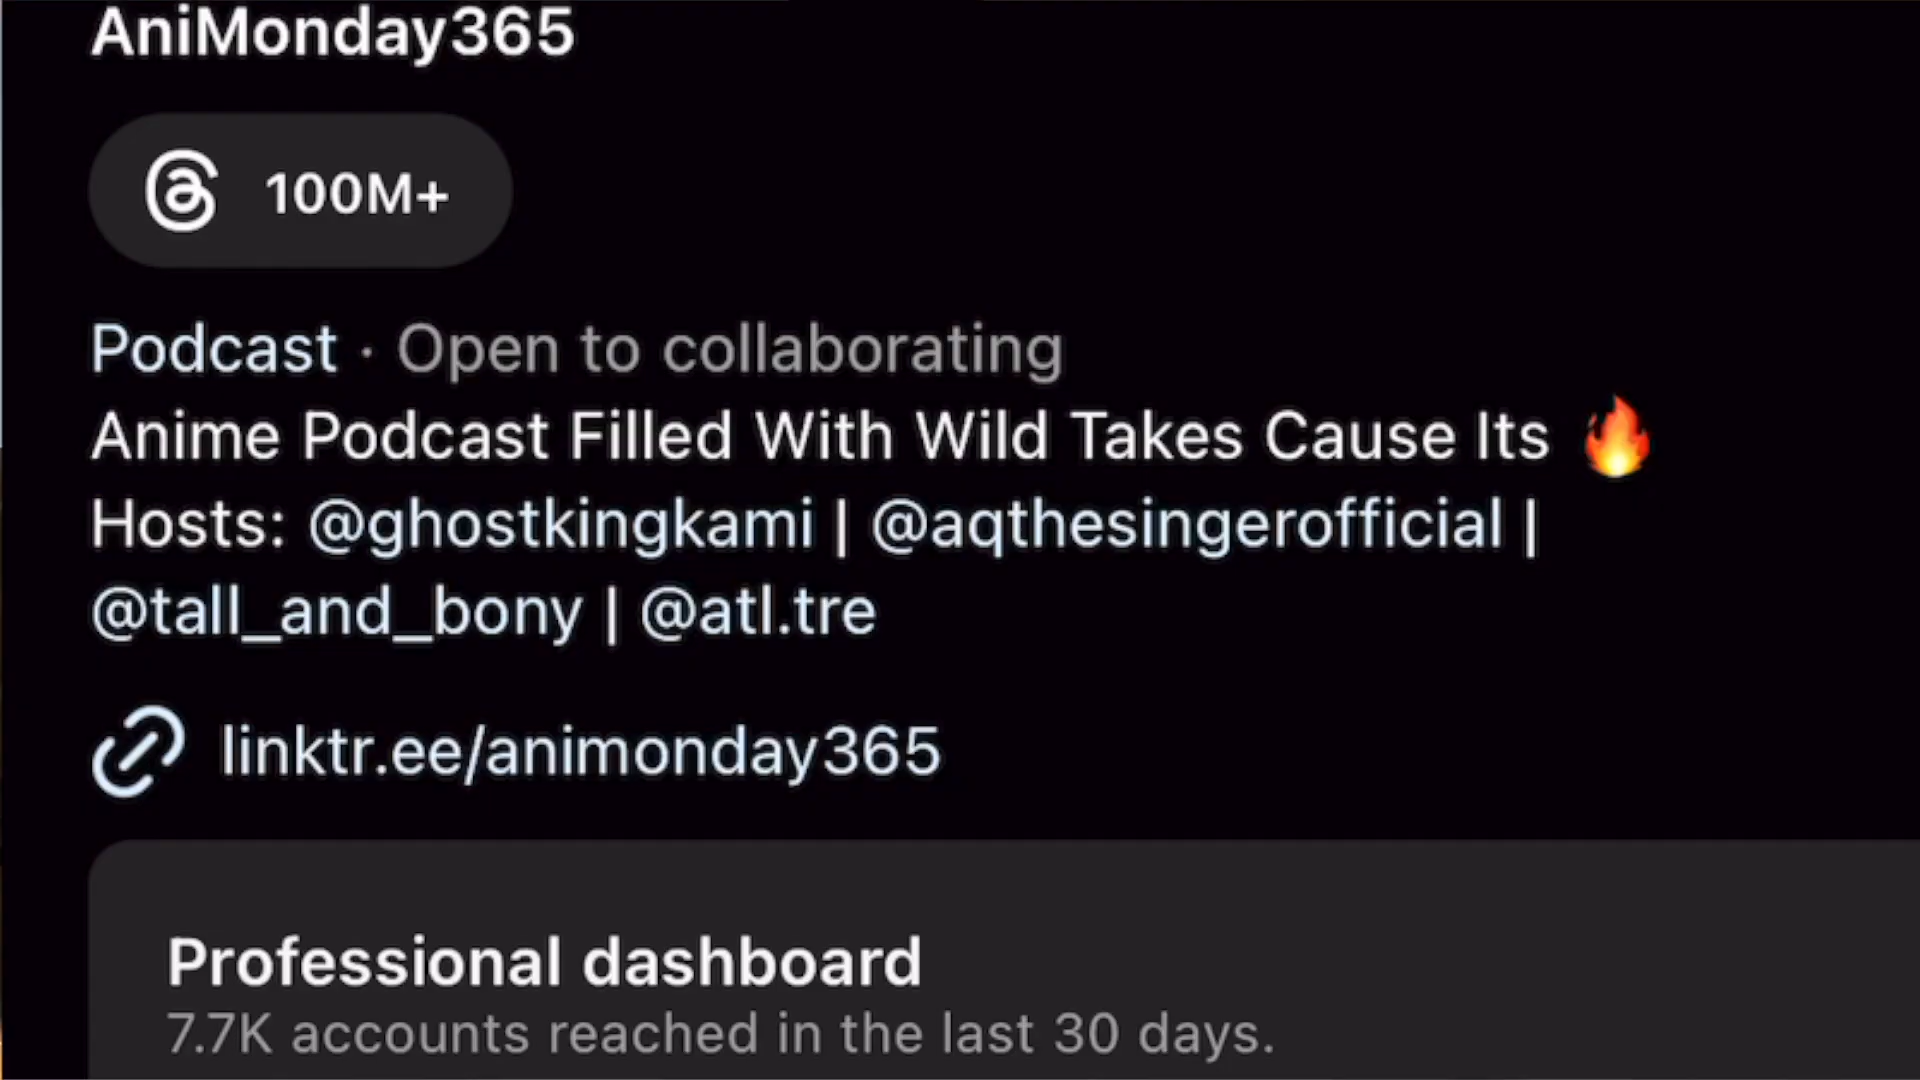 AniMonday365
100M+
Podcast · Open to collaborating
Anime Podcast Filled With Wild Takes Cause Its 🔥
Hosts: @ghostkingkami | @aqthesingerofficial |
@tall_and_bony | @atl.tre
linktr.ee/animonday365
Professional dashboard
7.7K accounts reached in the last 30 days.